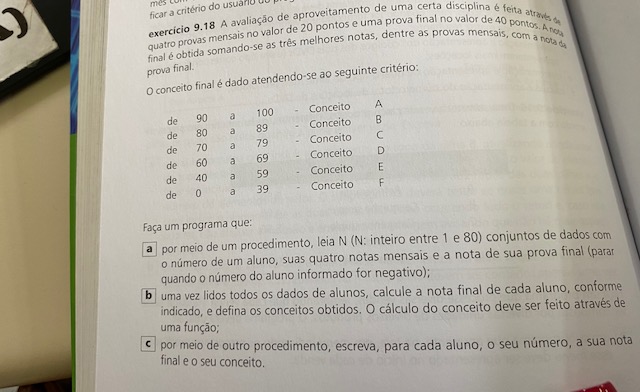 ficar a critério do usuário do
exercício 9.18 A avaliação de aproveitamento de uma certa disciplina é feita através de
quatro provas mensais no valor de 20 pontos e uma prova final no valor de 40 pontos. A nota
final é obtida somando-se as três melhores notas, dentre as provas mensais, com a nota da
prova final.
O conceito final é dado atendendo-se ao seguinte critério:
de 90 a 100 - Conceito A
de 80 a 89 - Conceito B
de 70 a 79 - Conceito C
de 60 a 69 - Conceito D
de 40 a 59 - Conceito E
de 0 a 39 - Conceito F
Faça um programa que:
a por meio de um procedimento, leia N (N: inteiro entre 1 e 80) conjuntos de dados com
o número de um aluno, suas quatro notas mensais e a nota de sua prova final (parar
quando o número do aluno informado for negativo);
b uma vez lidos todos os dados de alunos, calcule a nota final de cada aluno, conforme
indicado, e defina os conceitos obtidos. O cálculo do conceito deve ser feito através de
uma função;
c por meio de outro procedimento, escreva, para cada aluno, o seu número, a sua nota
final e o seu conceito.